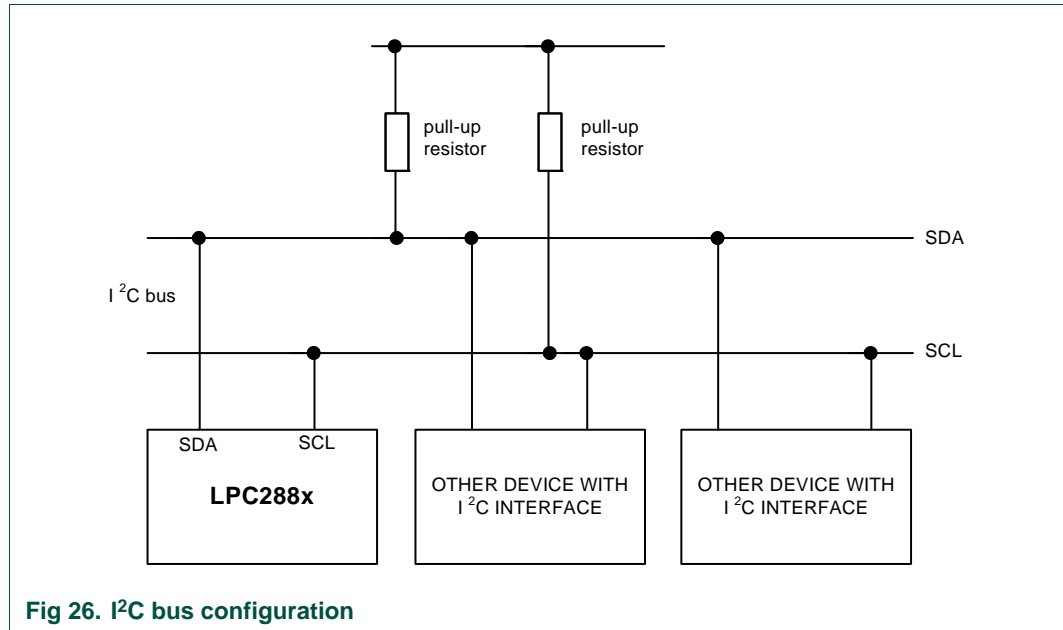 pull-up
resistor
pull-up
resistor
SDA
I ²C bus
SCL
SDA
SCL
LPC288x
OTHER DEVICE WITH
I ²C INTERFACE
OTHER DEVICE WITH
I ²C INTERFACE
Fig 26. I²C bus configuration